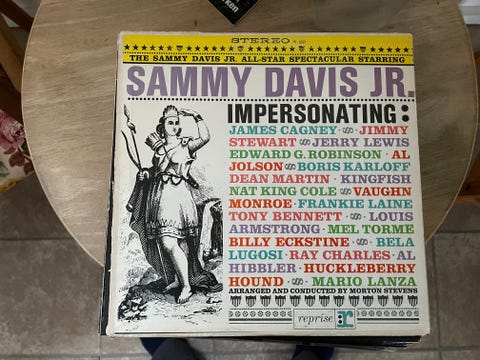 STEREO
THE SAMMY DAVIS JR. ALL-STAR SPECTACULAR STARRING
SAMMY DAVIS JR.
IMPERSONATING:
JAMES CAGNEY · JIMMY
STEWART · JERRY LEWIS
EDWARD G. ROBINSON · AL
JOLSON · BORIS KARLOFF
DEAN MARTIN · KINGFISH
NAT KING COLE · VAUGHN
MONROE · FRANKIE LAINE
TONY BENNETT · LOUIS
ARMSTRONG · MEL TORME
BILLY ECKSTINE · BELA
LUGOSI · RAY CHARLES · AL
HIBBLER · HUCKLEBERRY
HOUND · MARIO LANZA
ARRANGED AND CONDUCTED BY MORTON STEVENS
reprise r: